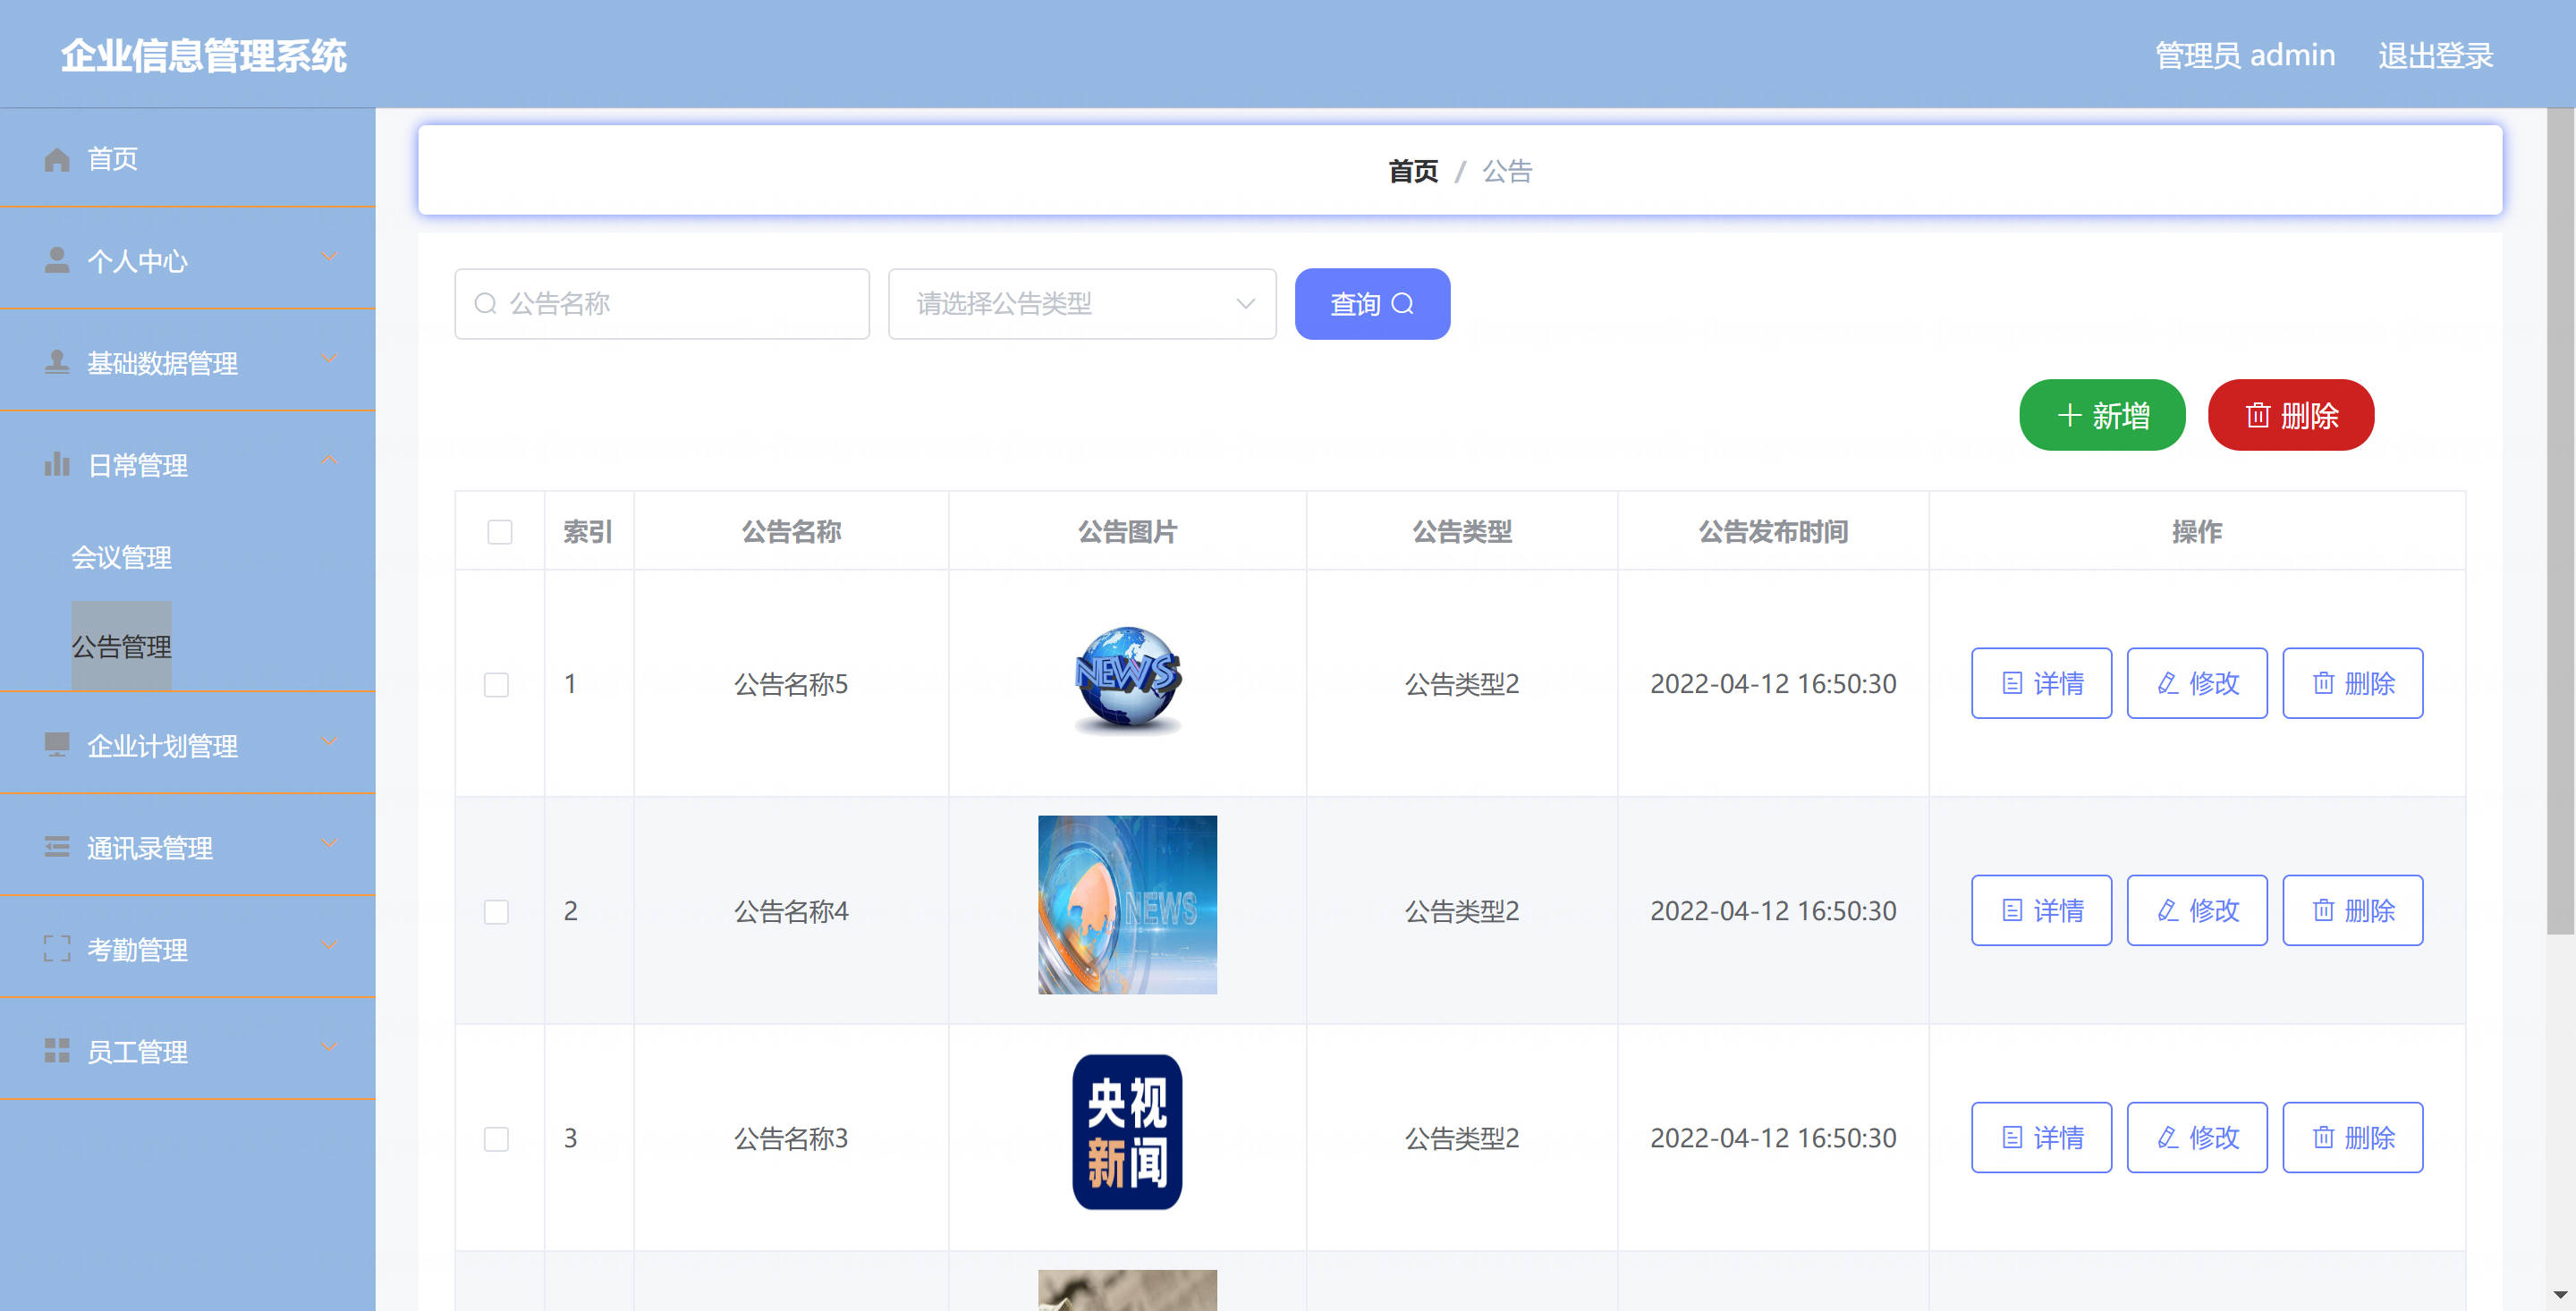 企业信息管理系统
管理员 admin 退出登录
首页
个人中心
基础数据管理
日常管理
会议管理
公告管理
企业计划管理
通讯录管理
考勤管理
员工管理
首页 / 公告
公告名称 请选择公告类型 查询
新增 删除
索引 公告名称 公告图片 公告类型 公告发布时间 操作
NEWS
1 公告名称5 公告类型2 2022-04-12 16:50:30 详情 修改 删除
NEWS
2 公告名称4 公告类型2 2022-04-12 16:50:30 详情 修改 删除
央视
新闻
3 公告名称3 公告类型2 2022-04-12 16:50:30 详情 修改 删除